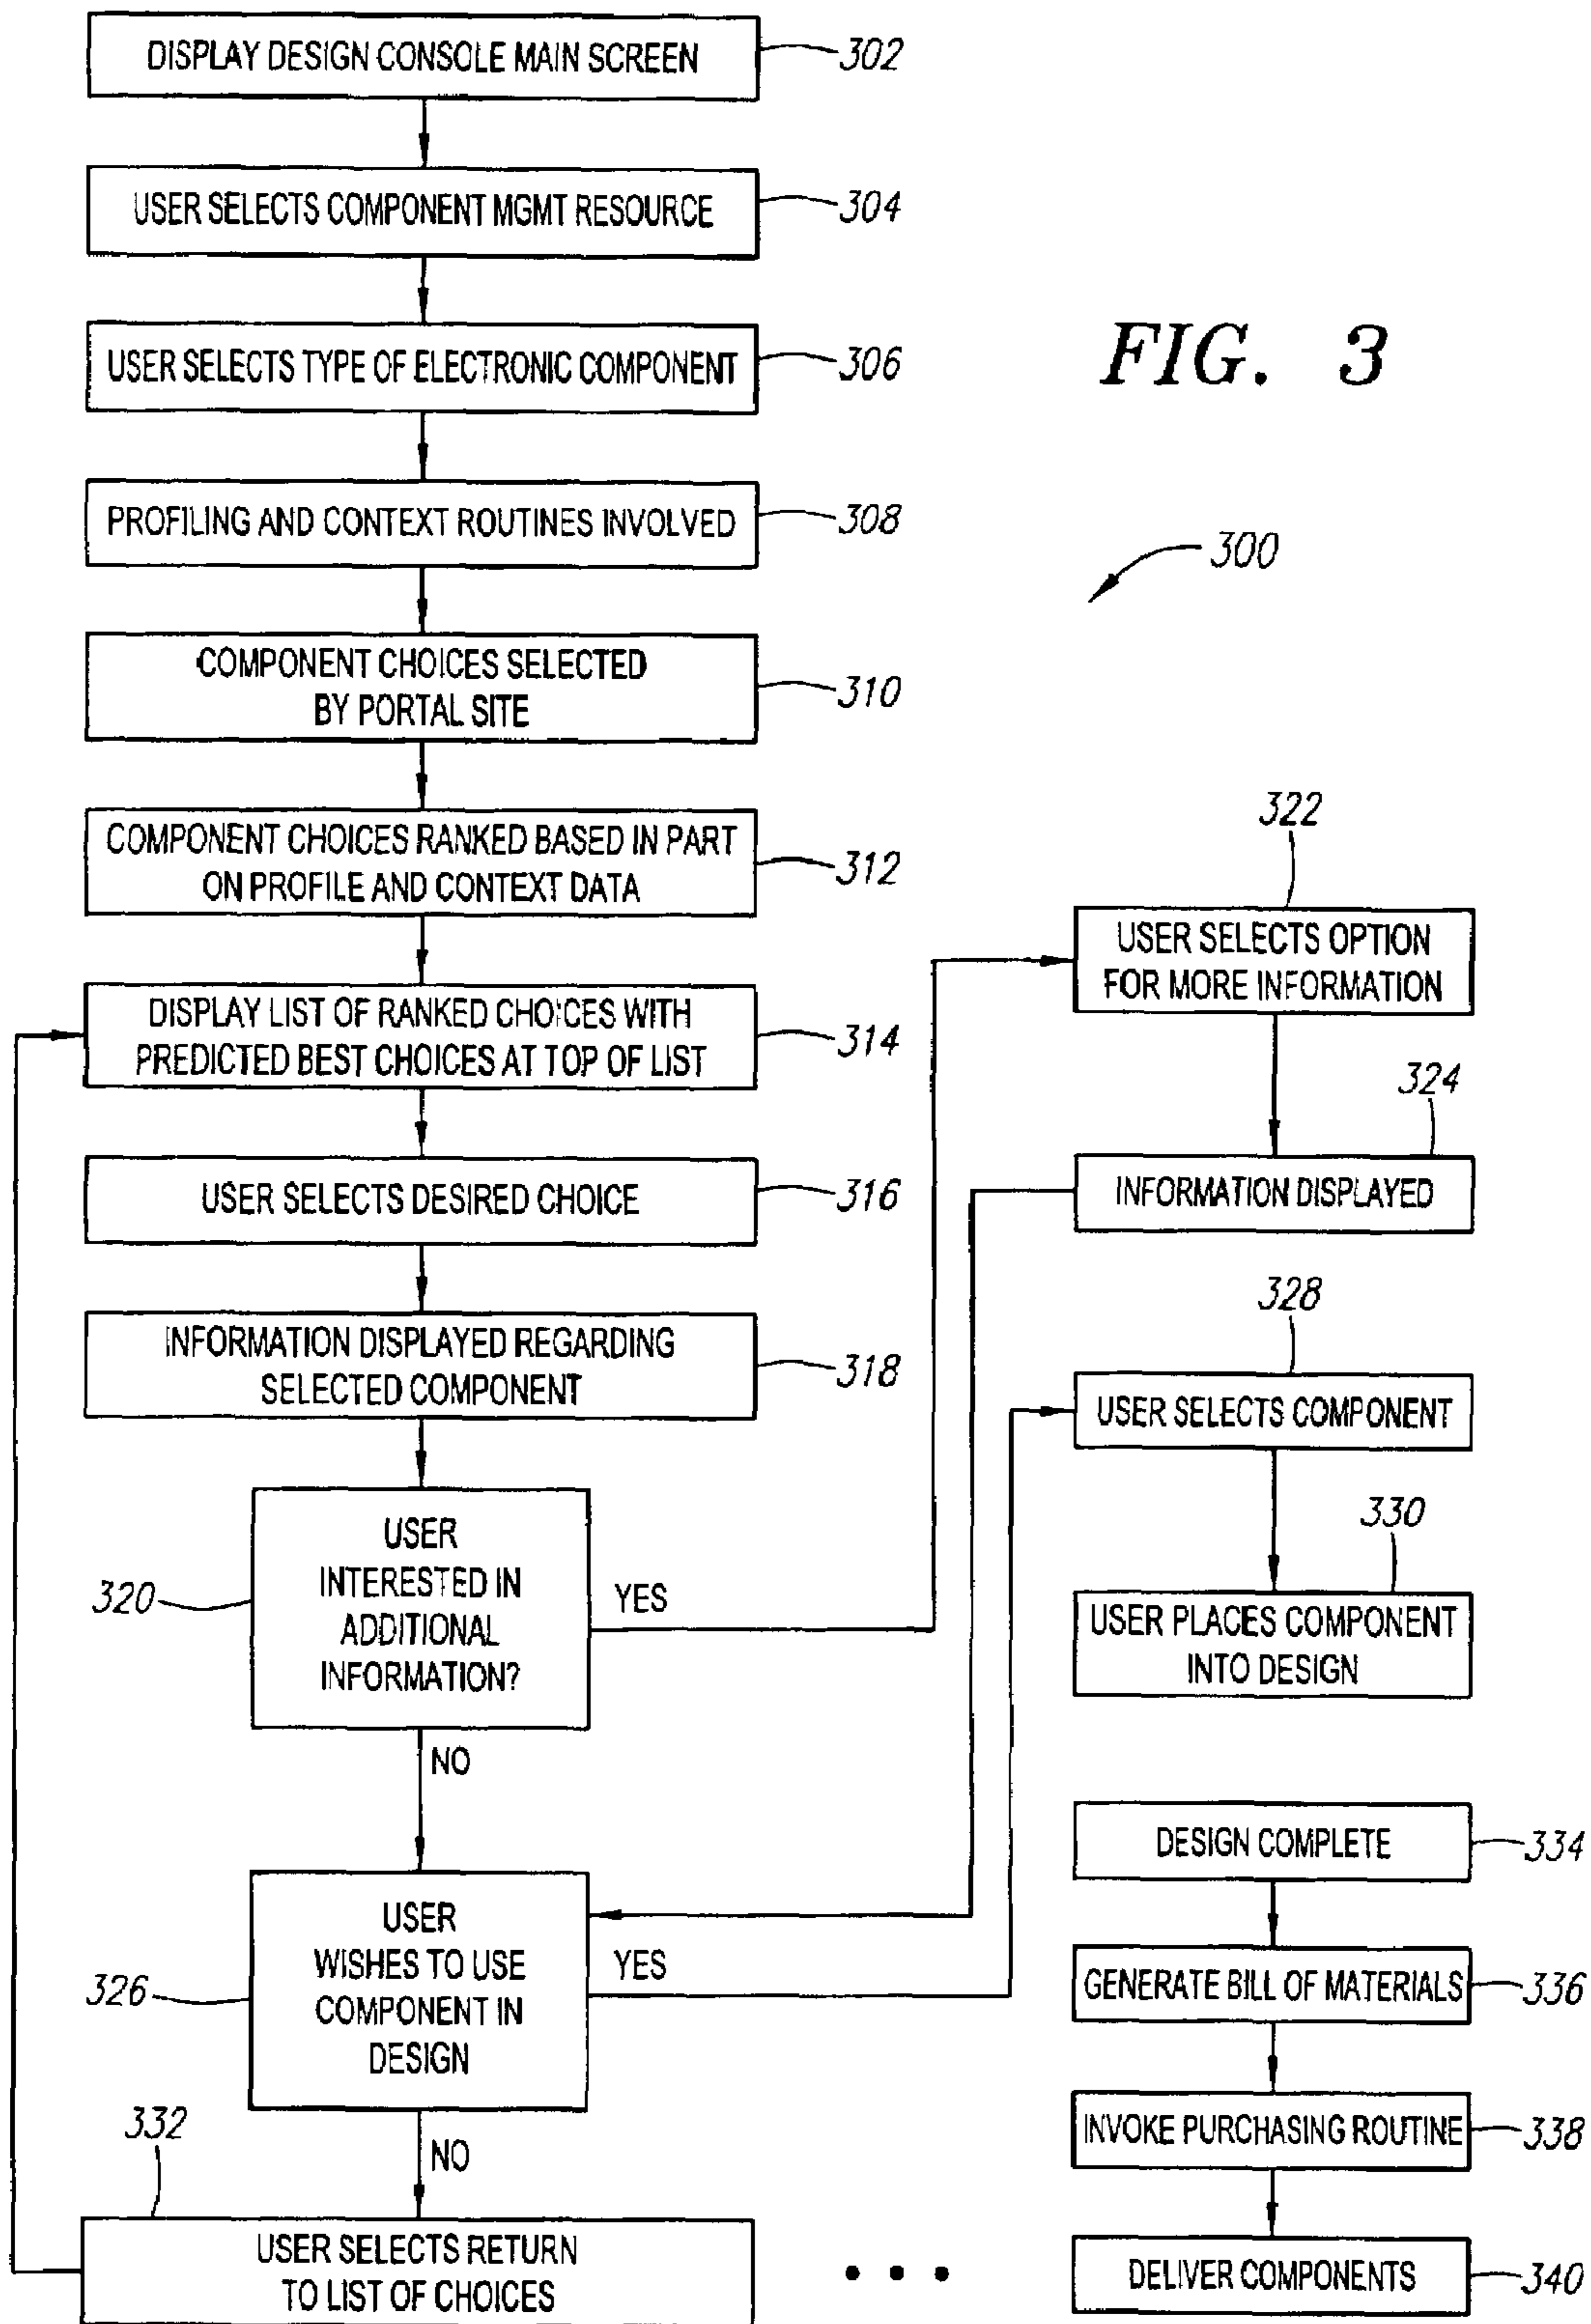 DISPLAY DESIGN CONSOLE MAIN SCREEN
302
USER SELECTS COMPONENT MGMT RESOURCE
304
USER SELECTS TYPE OF ELECTRONIC COMPONENT
306
FIG. 3
PROFILING AND CONTEXT ROUTINES INVOLVED
308
300
COMPONENT CHOICES SELECTED
BY PORTAL SITE
310
COMPONENT CHOICES RANKED BASED IN PART
ON PROFILE AND CONTEXT DATA
312
DISPLAY LIST OF RANKED CHOICES WITH
PREDICTED BEST CHOICES AT TOP OF LIST
314
USER SELECTS DESIRED CHOICE
316
INFORMATION DISPLAYED REGARDING
SELECTED COMPONENT
318
USER
INTERESTED IN
ADDITIONAL
INFORMATION?
320
YES
NO
322
USER SELECTS OPTION
FOR MORE INFORMATION
324
INFORMATION DISPLAYED
USER
WISHES TO USE
COMPONENT IN
DESIGN
326
YES
NO
328
USER SELECTS COMPONENT
330
USER PLACES COMPONENT
INTO DESIGN
332
USER SELECTS RETURN
TO LIST OF CHOICES
DESIGN COMPLETE
334
GENERATE BILL OF MATERIALS
336
INVOKE PURCHASING ROUTINE
338
DELIVER COMPONENTS
340